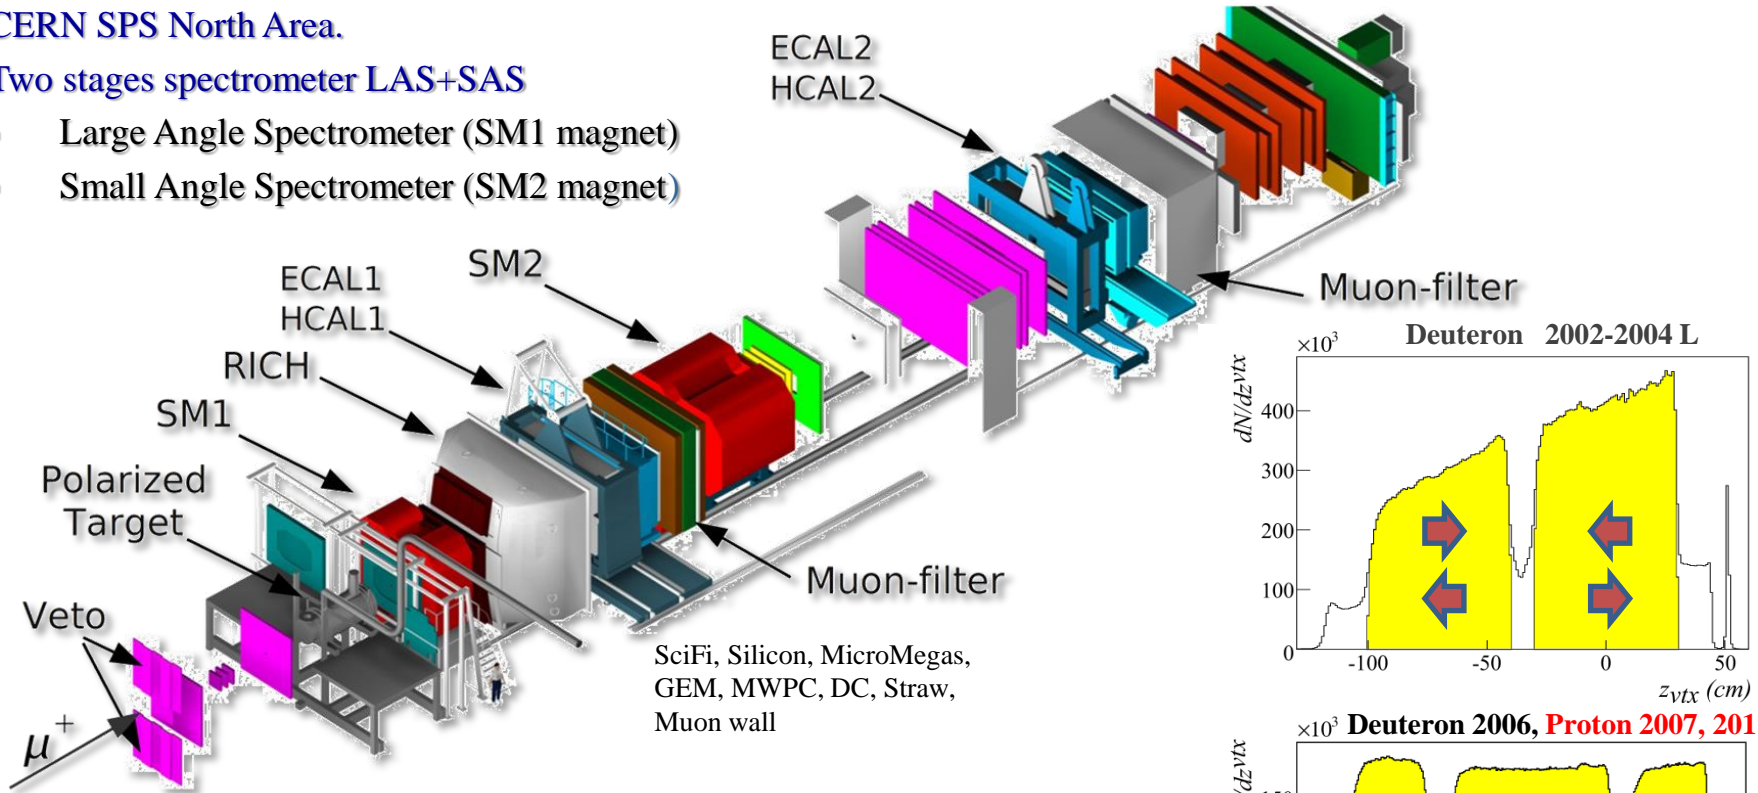 CERN SPS North Area.
Two stages spectrometer LAS+SAS
Large Angle Spectrometer (SM1 magnet)
Small Angle Spectrometer (SM2 magnet)
ECAL2
HCAL2
SM2
ECAL1
HCAL1
RICH
SM1
Polarized
Target
Veto
μ+
Muon-filter
Muon-filter
SciFi, Silicon, MicroMegas,
GEM, MWPC, DC, Straw,
Muon wall
Deuteron 2002-2004 L
×10³
dN/dzvtx
400
300
200
100
0
-100 -50 0 50
zvtx (cm)
×10³ Deuteron 2006, Proton 2007, 201
/dzvtx